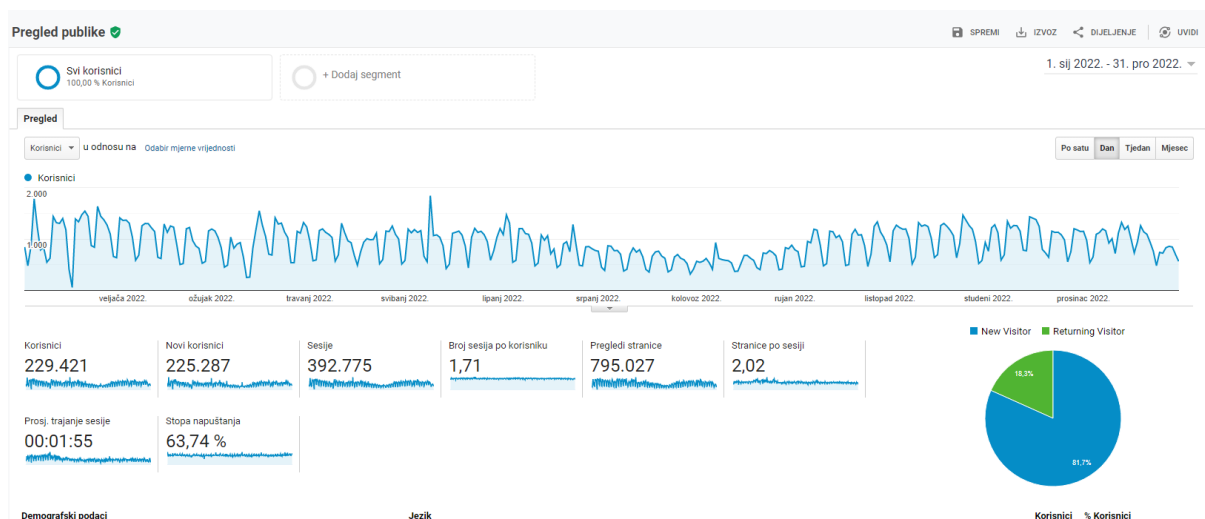 Pregled publike
SPREMI IZVOZ DIJELJENJE UVIDI
Svi korisnici
100,00 % Korisnici
+ Dodaj segment
1. sij 2022. - 31. pro 2022.
Pregled
Korisnici u odnosu na Odabir mjerne vrijednosti
Po satu Dan Tjedan Mjesec
Korisnici
2.000
1.000
veljača 2022. ožujak 2022. travanj 2022. svibanj 2022. lipanj 2022. srpanj 2022. kolovoz 2022. rujan 2022. listopad 2022. studeni 2022. prosinac 2022.
New Visitor Returning Visitor
Korisnici Novi korisnici Sesije Broj sesija po korisniku Pregledi stranice Stranice po sesiji
229.421 225.287 392.775 1,71 795.027 2,02
18,3%
81,7%
Prosj. trajanje sesije Stopa napuštanja
00:01:55 63,74 %
Demografski podaci Jezik Korisnici % Korisnici